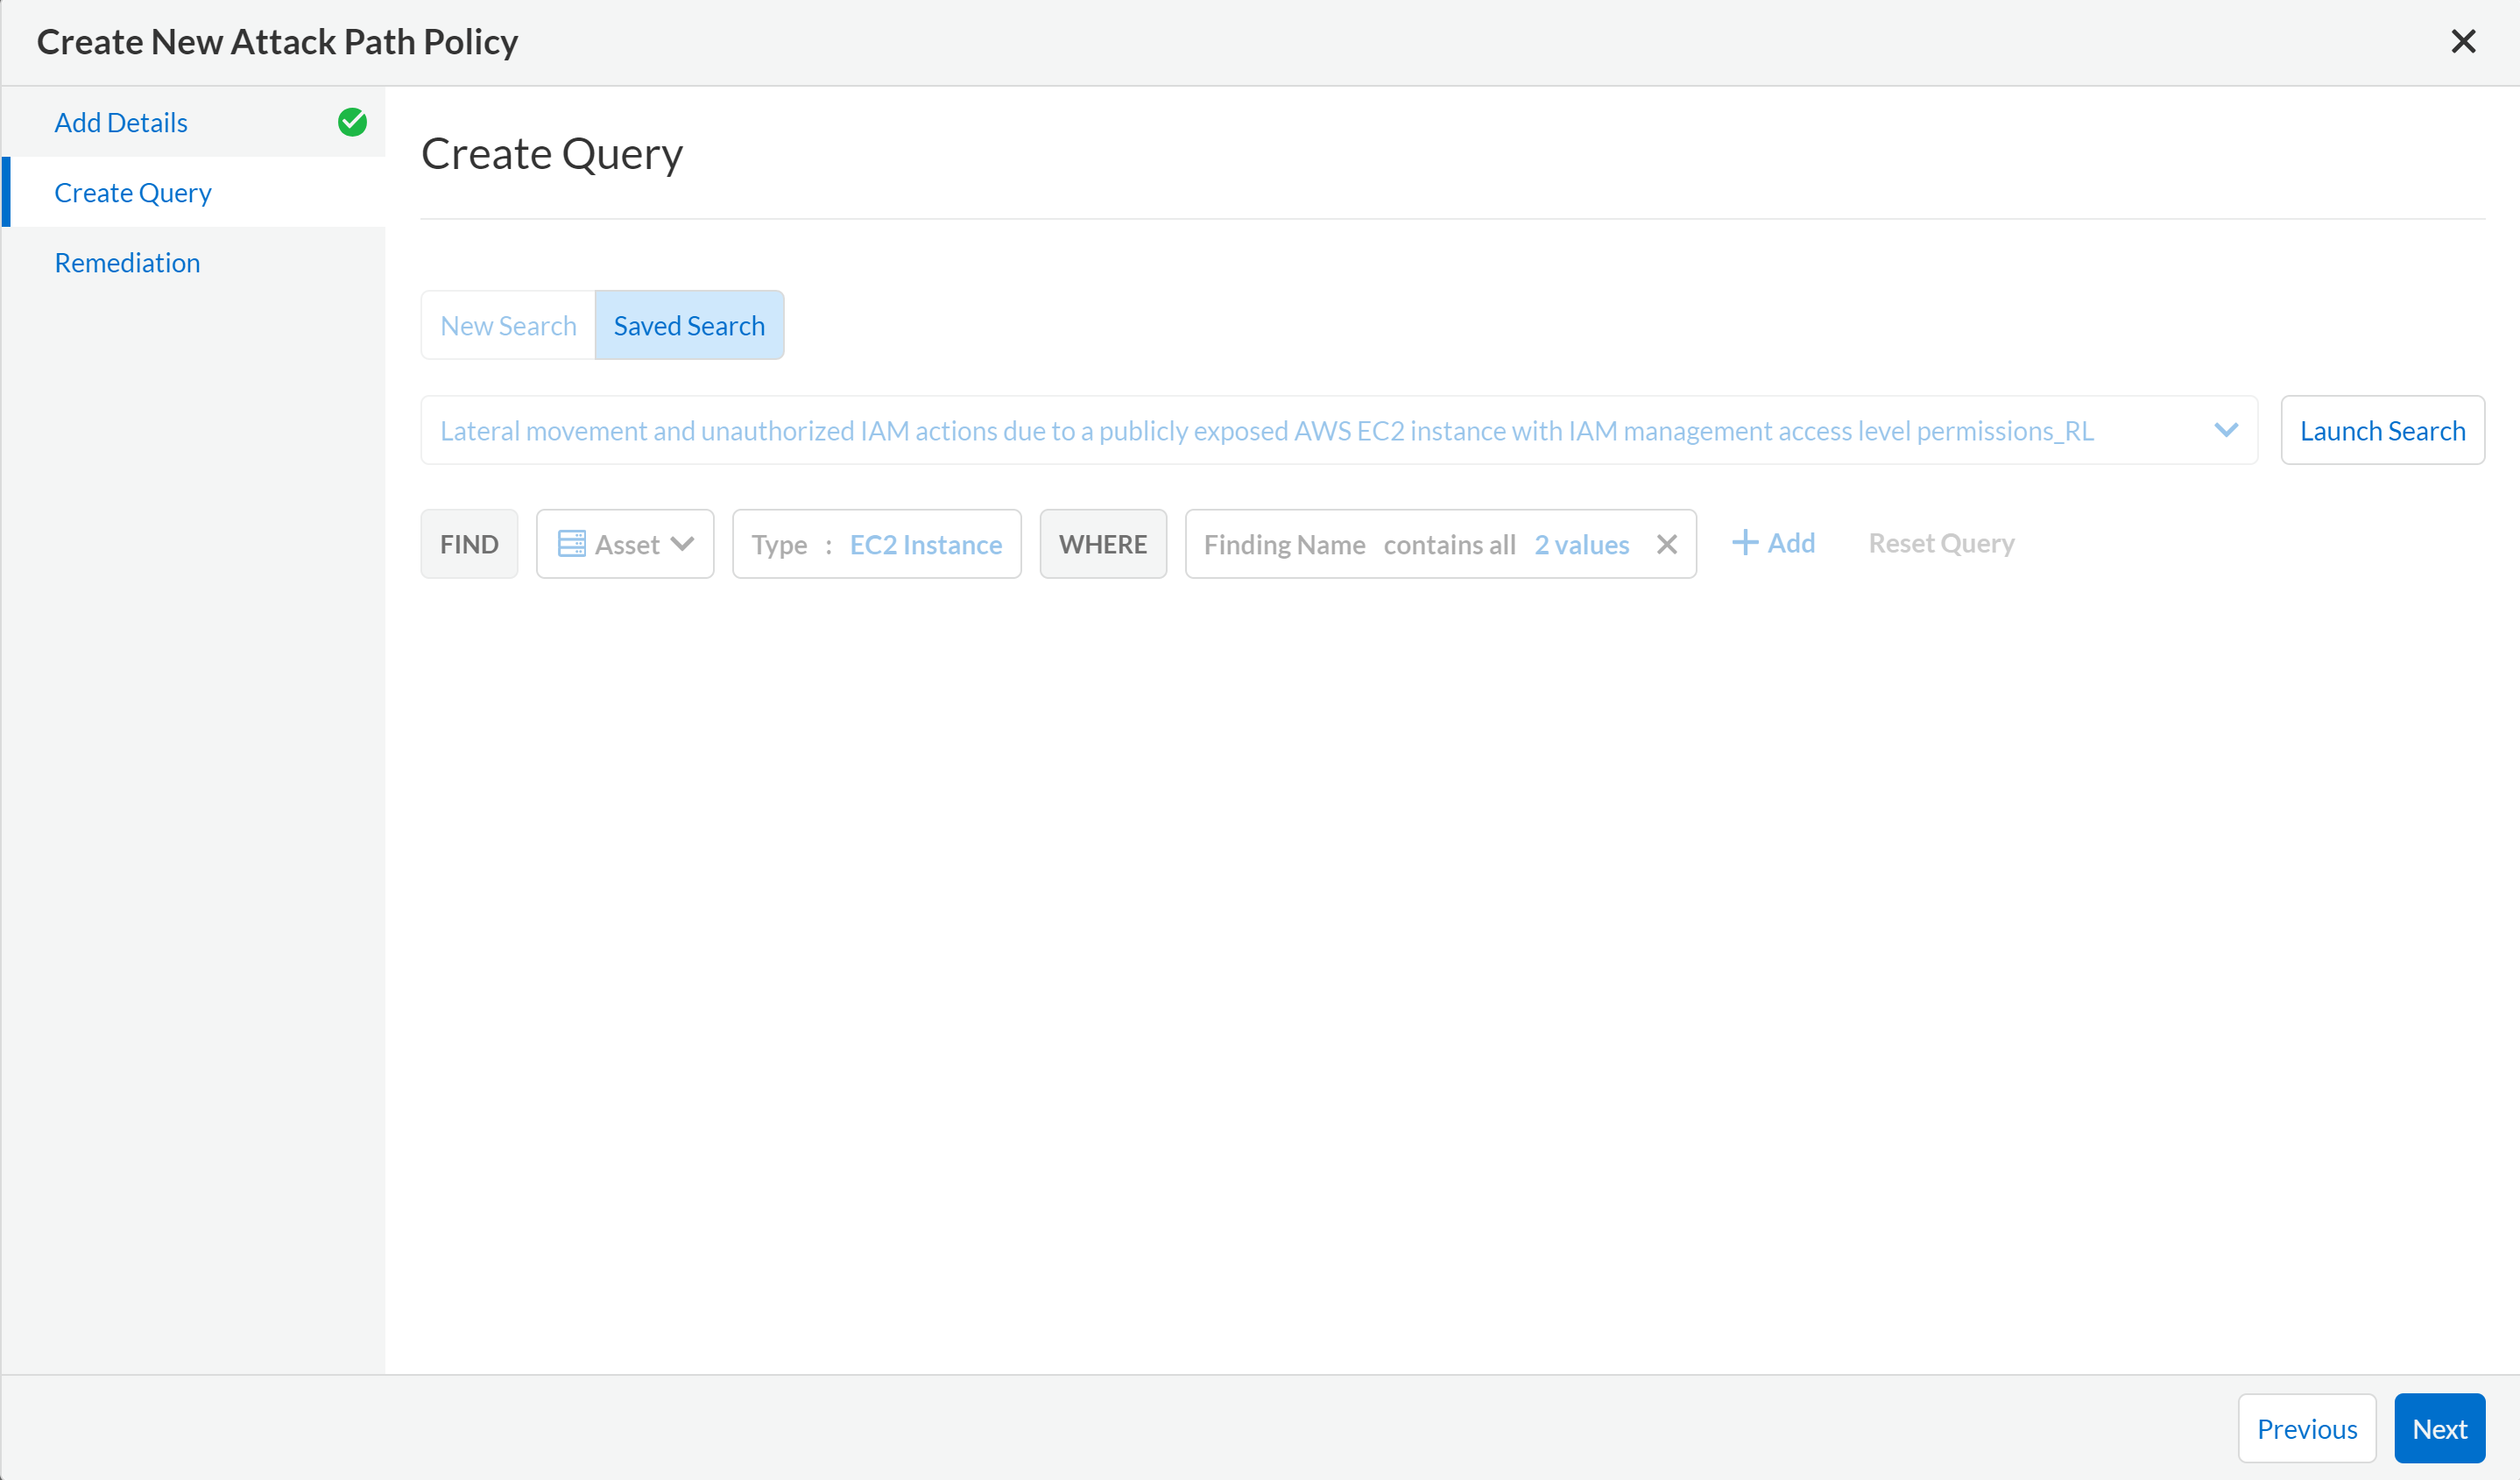 Create New Attack Path Policy
Add Details
Create Query
Remediation
Create Query
New Search Saved Search
Lateral movement and unauthorized IAM actions due to a publicly exposed AWS EC2 instance with IAM management access level permissions_RL Launch Search
FIND Asset Type : EC2 Instance WHERE Finding Name contains all 2 values + Add Reset Query
Previous Next